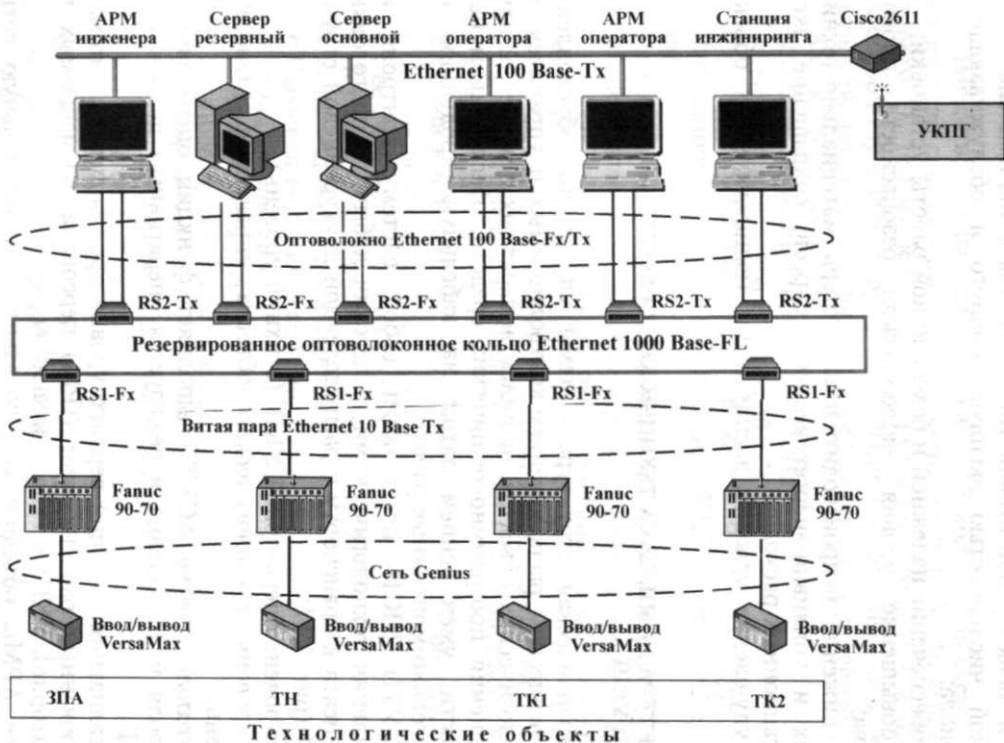 АРМ инженера
Сервер резервный
Сервер основной
АРМ оператора
АРМ оператора
Станция инжиниринга
Cisco2611
Ethernet 100 Base-Tx
УКПГ
Оптоволокно Ethernet 100 Base-Fx/Tx
RS2-Tx
RS2-Fx
RS2-Fx
RS2-Tx
RS2-Tx
RS2-Tx
Резервированное оптоволоконное кольцо Ethernet 1000 Base-FL
RS1-Fx
RS1-Fx
RS1-Fx
RS1-Fx
Витая пара Ethernet 10 Base Tx
Fanuc 90-70
Fanuc 90-70
Fanuc 90-70
Fanuc 90-70
Сеть Genius
Ввод/вывод VersaMax
Ввод/вывод VersaMax
Ввод/вывод VersaMax
Ввод/вывод VersaMax
ЗПА
ТН
ТК1
ТК2
Технологические объекты